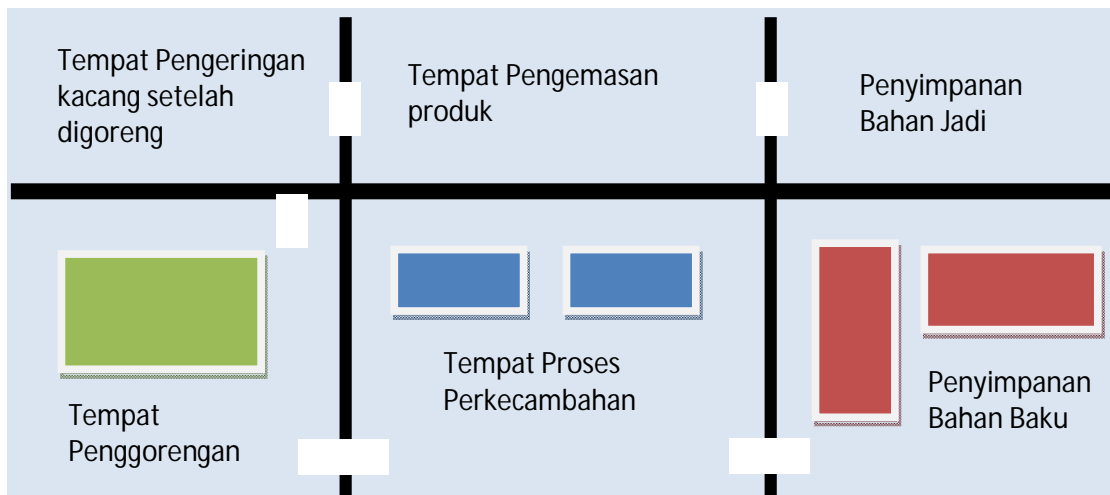 Tempat Pengeringan
kacang setelah
digoreng
Tempat Pengemasan
produk
Penyimpanan
Bahan Jadi
Tempat
Penggorengan
Tempat Proses
Perkecambahan
Penyimpanan
Bahan Baku